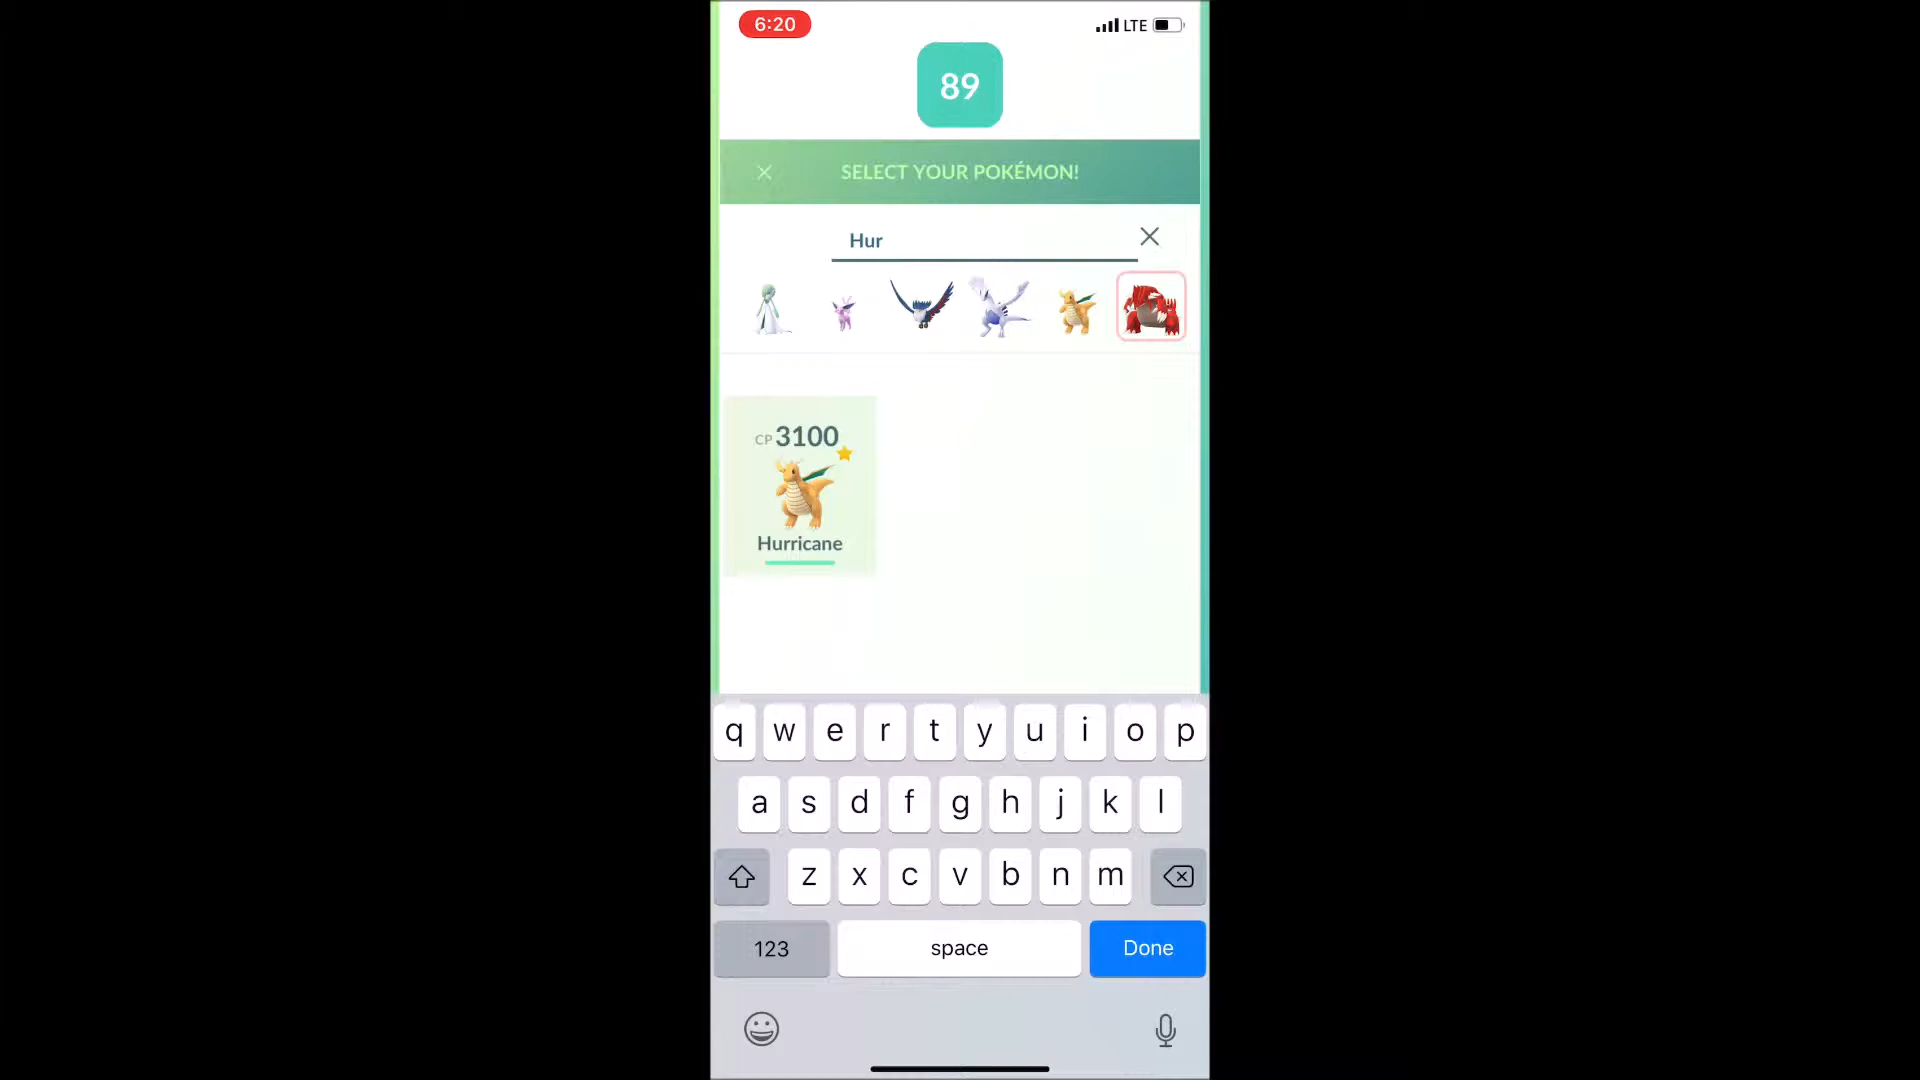 6:20 LTE
89
SELECT YOUR POKÉMON!
Hur
CP 3100
Hurricane
q w e r t y u i o p
a s d f g h j k l
z x c v b n m
123 space Done